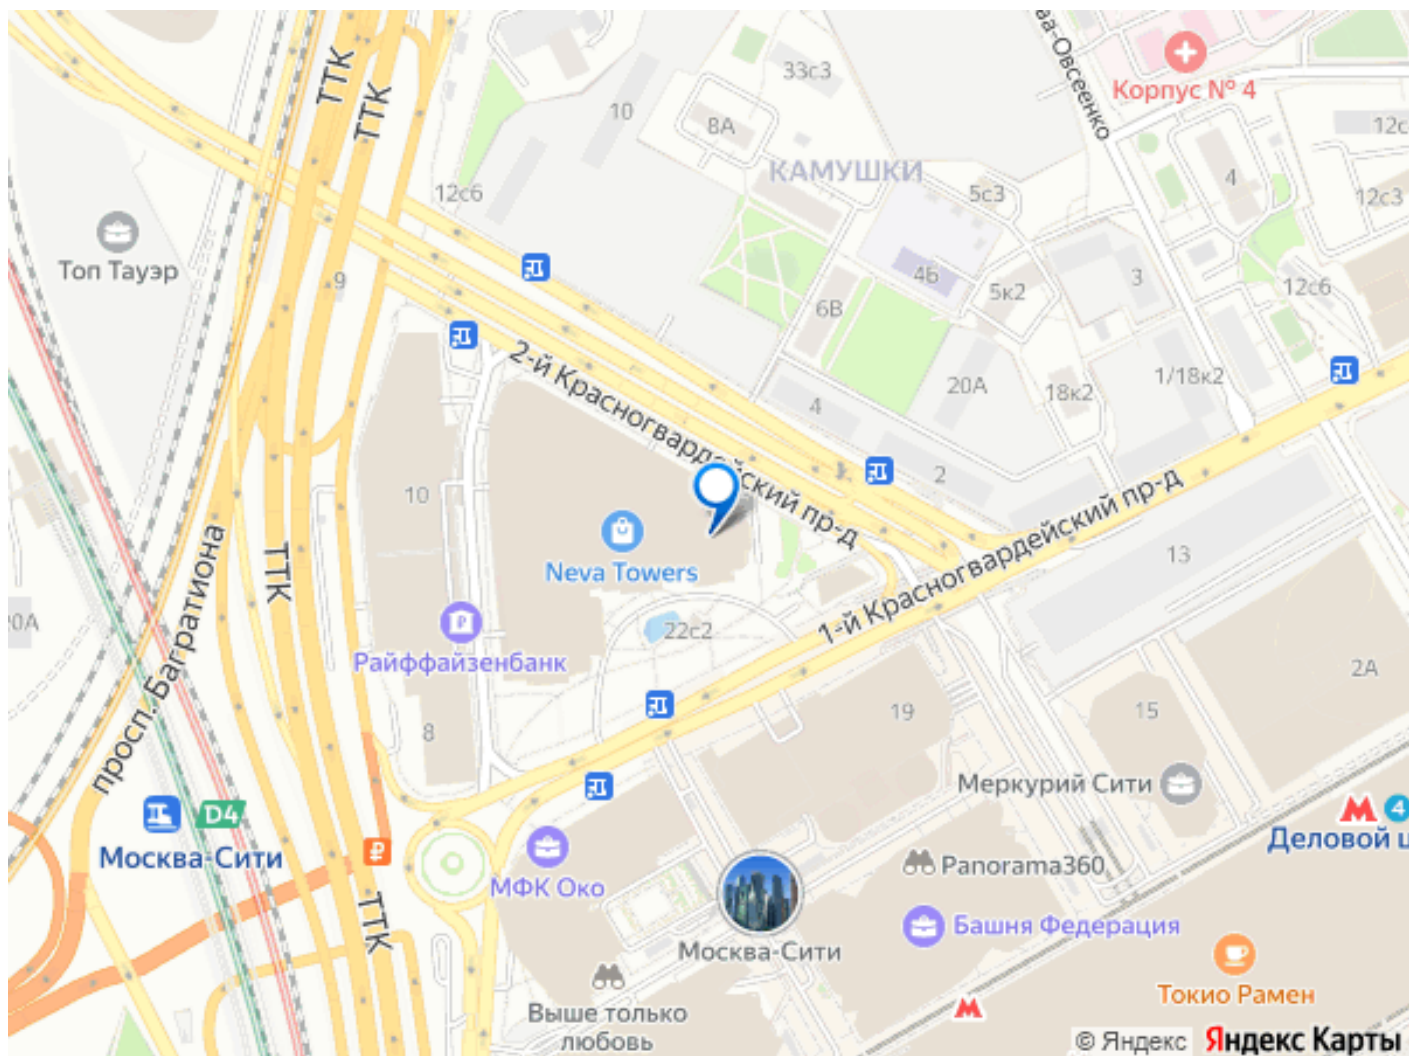 ТТК
ТТК
33с3
10
8А
КАМУШКИ
Корпус № 4
12с
4
12с3
12с6
5с3
Топ Тауэр
9
4Б
5к2
3
12с6
6В
2-й Красногвардейский пр-д
4
20А
18к2
1/18к2
10
2
1-й Красногвардейский пр-д
13
Neva Towers
ТТК
просп. Багратиона
22с2
Райффайзенбанк
2А
19
15
8
Меркурий Сити
D4
Москва-Сити
4
Деловой ц
МФК Око
Panorama360
ТТК
Башня Федерация
Москва-Сити
Токио Рамен
Выше только
любовь
© Яндекс Яндекс Карты